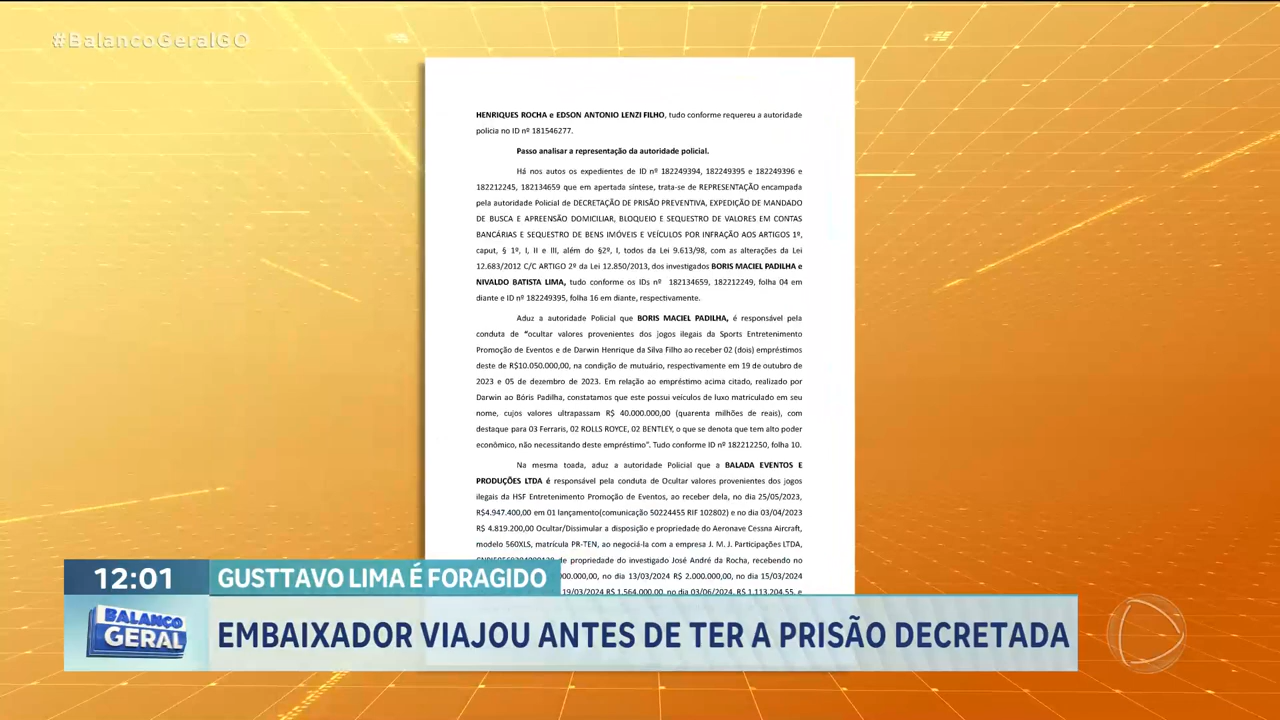 #BalancoGeralGO
HENRIQUES ROCHA e EDSON ANTONIO LENZI FILHO, tudo conforme requereu a autoridade
policia no ID nº 181546277.
Passo analisar a representação da autoridade policial.
Há nos autos os expedientes de ID nº 182249394, 182249395 e 182249396 e
182212245, 182134659 que em apertada síntese, trata-se de REPRESENTAÇÃO encampada
pela autoridade Policial de DECRETAÇÃO DE PRISÃO PREVENTIVA, EXPEDIÇÃO DE MANDADO
DE BUSCA E APREENSÃO DOMICILIAR, BLOQUEIO E SEQUESTRO DE VALORES EM CONTAS
BANCÁRIAS E SEQUESTRO DE BENS IMÓVEIS E VEÍCULOS POR INFRAÇÃO AOS ARTIGOS 1º,
caput, § 1º, I, II e III, além do §2º, I, todos da Lei 9.613/98, com as alterações da Lei
12.683/2012 C/C ARTIGO 2º da Lei 12.850/2013, dos investigados BORIS MACIEL PADILHA e
NIVALDO BATISTA LIMA, tudo conforme os IDs nº 182134659, 182212249, folha 04 em
diante e ID nº 182249395, folha 16 em diante, respectivamente.
Aduz a autoridade Policial que BORIS MACIEL PADILHA, é responsável pela
conduta de "ocultar valores provenientes dos jogos ilegais da Sports Entretenimento
Promoção de Eventos e de Darwin Henrique da Silva Filho ao receber 02 (dois) empréstimos
deste de R$10.050.000,00, na condição de mutuário, respectivamente em 19 de outubro de
2023 e 05 de dezembro de 2023. Em relação ao empréstimo acima citado, realizado por
Darwin ao Bóris Padilha, constatamos que este possui veículos de luxo matriculado em seu
nome, cujos valores ultrapassam R$ 40.000.000,00 (quarenta milhões de reais), com
destaque para 03 Ferraris, 02 ROLLS ROYCE, 02 BENTLEY, o que se denota que tem alto poder
econômico, não necessitando deste empréstimo". Tudo conforme ID nº 182212250, folha 10.
Na mesma toada, aduz a autoridade Policial que a BALADA EVENTOS E
PRODUÇÕES LTDA é responsável pela conduta de Ocultar valores provenientes dos jogos
ilegais da HSF Entretenimento Promoção de Eventos, ao receber dela, no dia 25/05/2023,
R$4.947.400,00 em 01 lançamento(comunicação 50224455 RIF 102802) e no dia 03/04/2023
R$ 4.819.200,00 Ocultar/Dissimular a disposição e propriedade do Aeronave Cessna Aircraft,
modelo 560XLS, matrícula PR-TEN, ao negociá-la com a empresa J. M. J. Participações LTDA,
de propriedade do investigado José André da Rocha, recebendo no
000.000,00, no dia 13/03/2024 R$ 2.000.000,00, no dia 15/03/2024
19/03/2024 R$ 1.564.000,00, no dia 03/06/2024, R$ 1.113.204,55, e
12:01
GUSTTAVO LIMA É FORAGIDO
BALANÇO
GERAL
EMBAIXADOR VIAJOU ANTES DE TER A PRISÃO DECRETADA